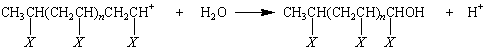 CH₃CH(CH₂CH)ₙCH₂CH⁺ + H₂O ⟶ CH₃CH(CH₂CH)ₙCHOH + H⁺
X X X X X X